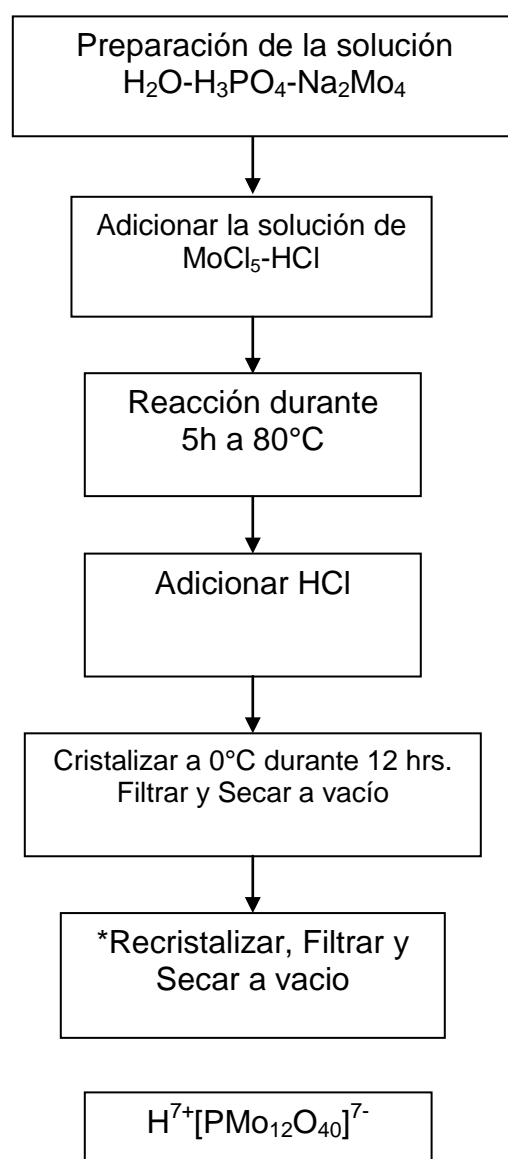 Preparación de la solución
H₂O-H₃PO₄-Na₂Mo₄
Adicionar la solución de
MoCl₅-HCl
Reacción durante
5h a 80°C
Adicionar HCl
Cristalizar a 0°C durante 12 hrs.
Filtrar y Secar a vacío
*Recristalizar, Filtrar y
Secar a vacio
H⁷⁺[PMo₁₂O₄₀]⁷⁻